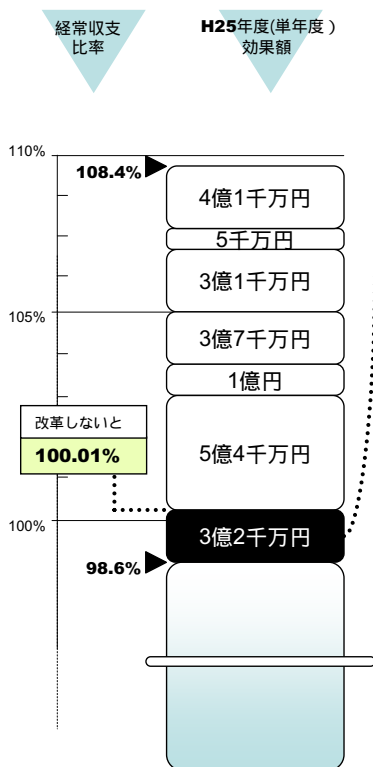 経常収支
比率
H25年度(単年度)
効果額
110%
108.4%
4億1千万円
5千万円
3億1千万円
105%
3億7千万円
1億円
改革しないと
100.01%
5億4千万円
100%
3億2千万円
98.6%